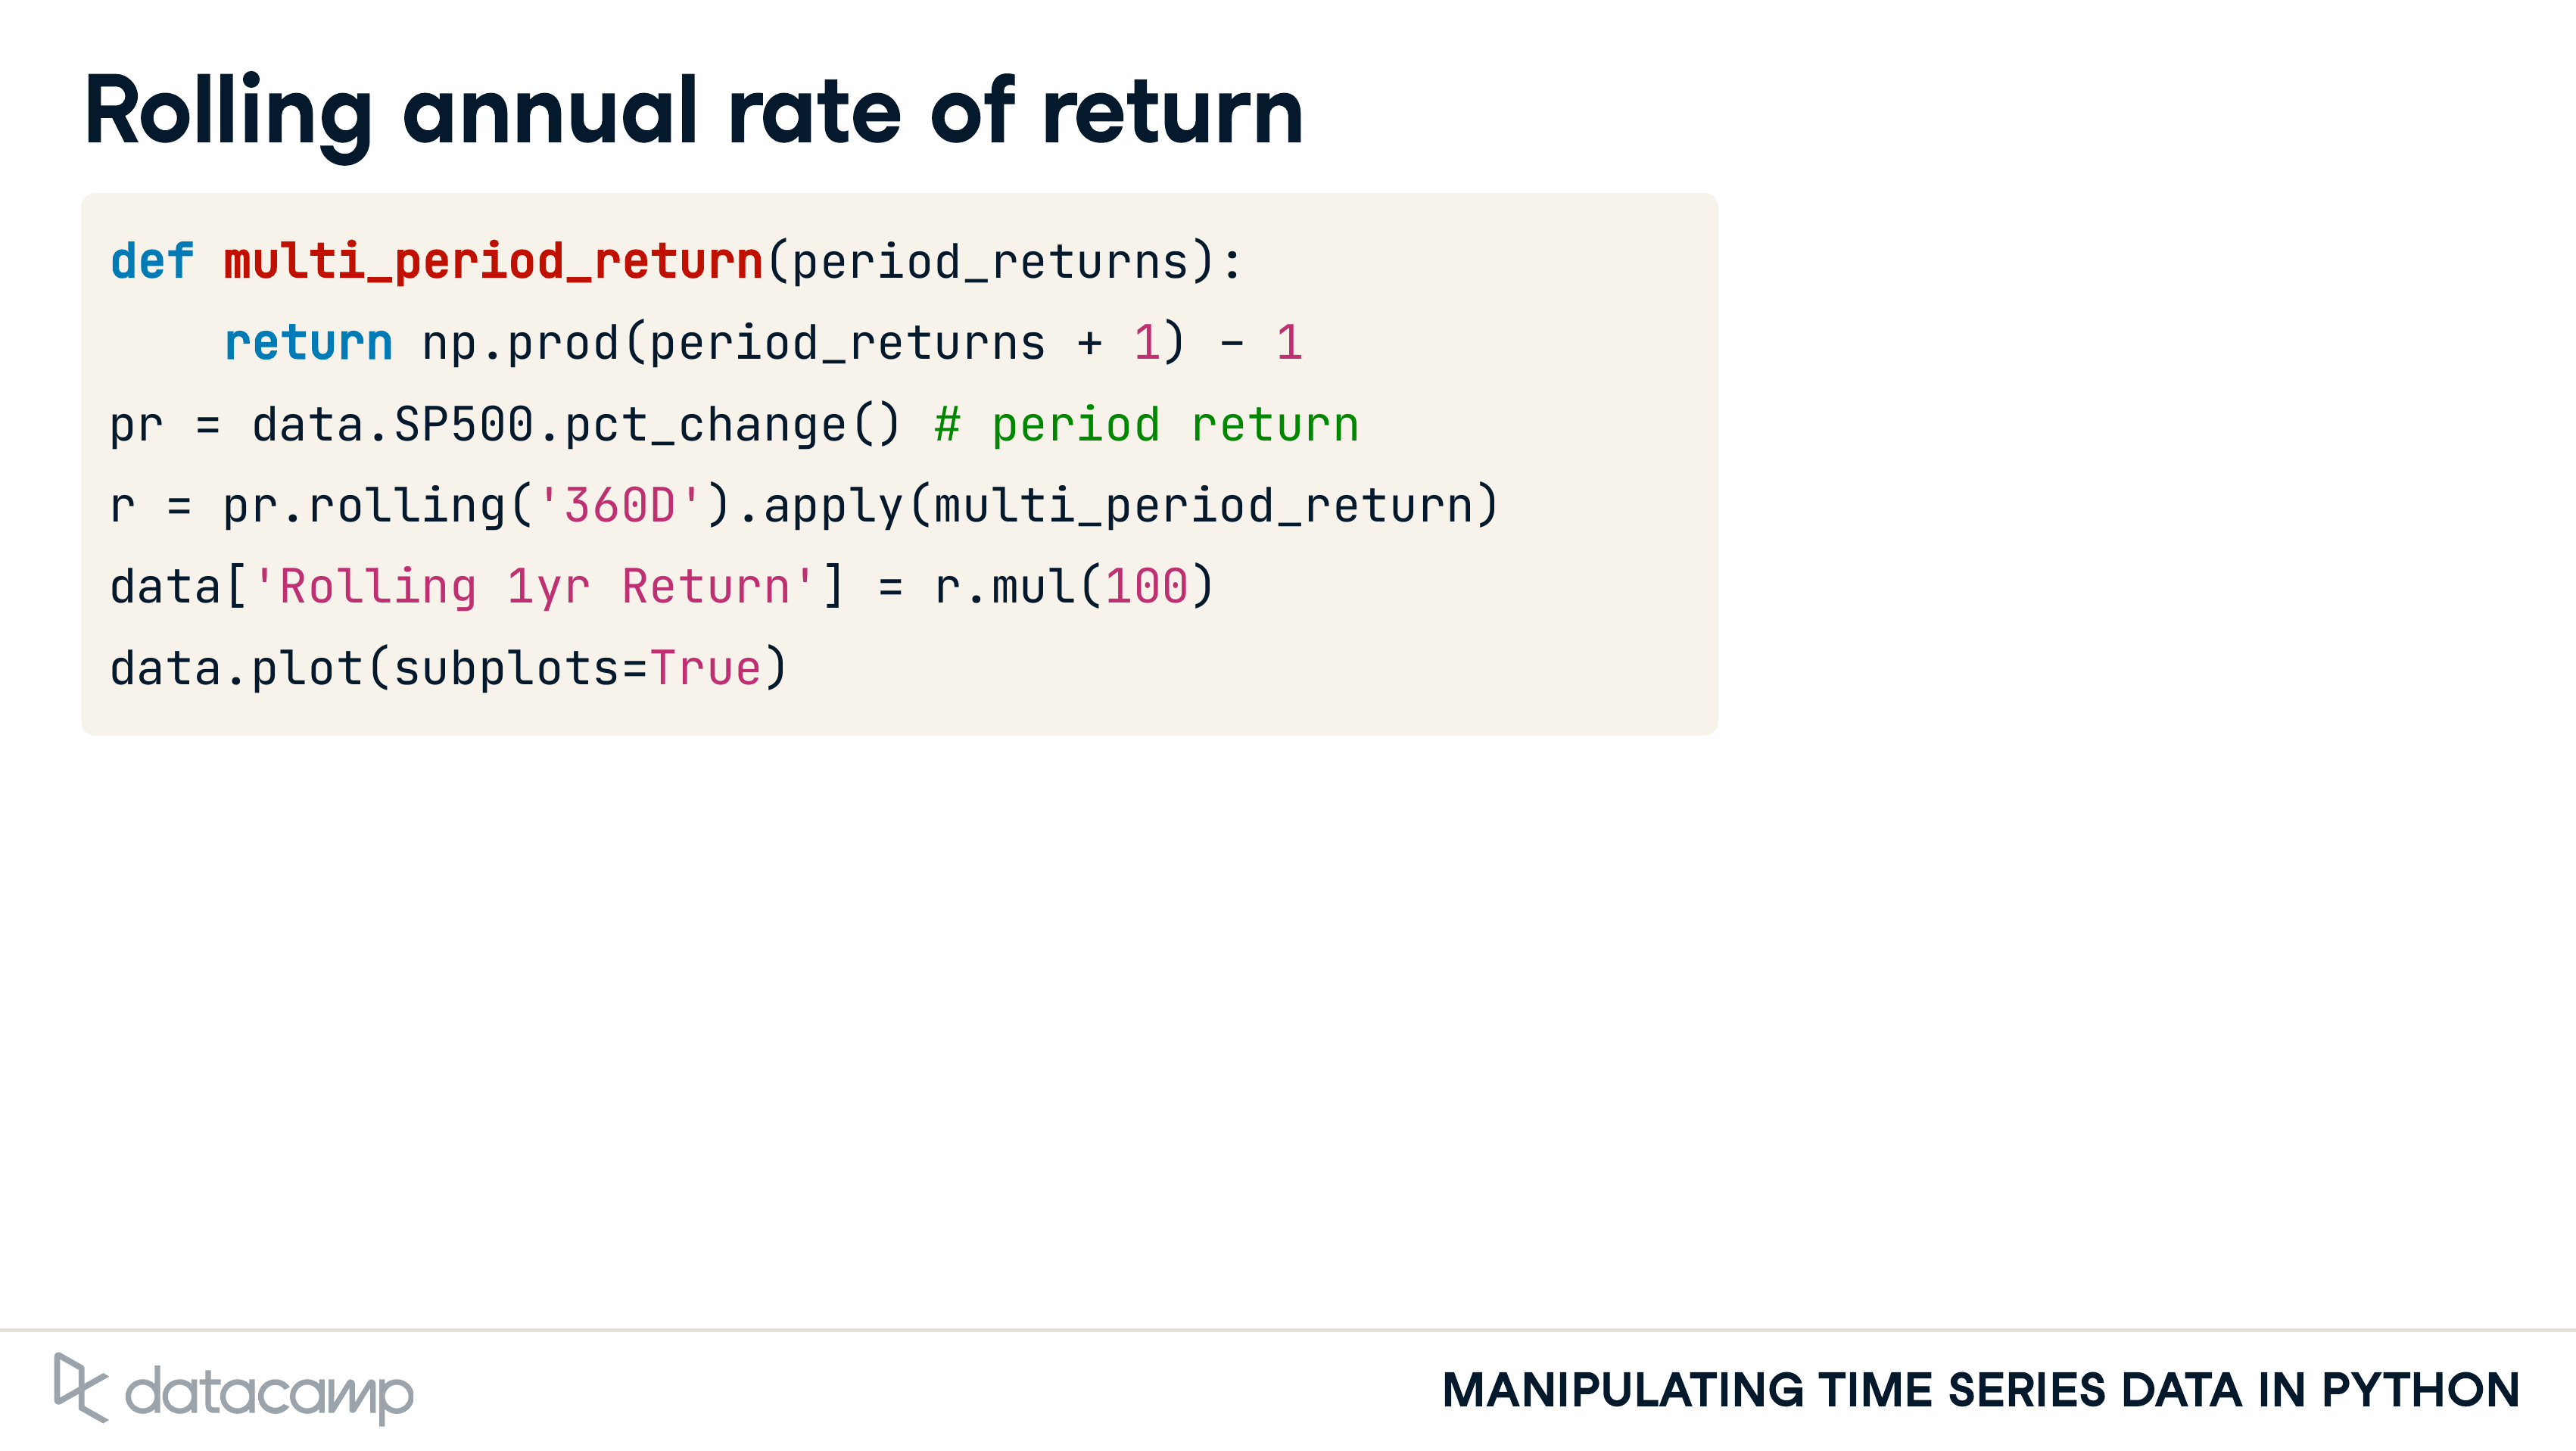 Rolling annual rate of return
def multi_period_return(period_returns):
    return np.prod(period_returns + 1) - 1
pr = data.SP500.pct_change() # period return
r = pr.rolling('360D').apply(multi_period_return)
data['Rolling 1yr Return'] = r.mul(100)
data.plot(subplots=True)
datacamp
MANIPULATING TIME SERIES DATA IN PYTHON